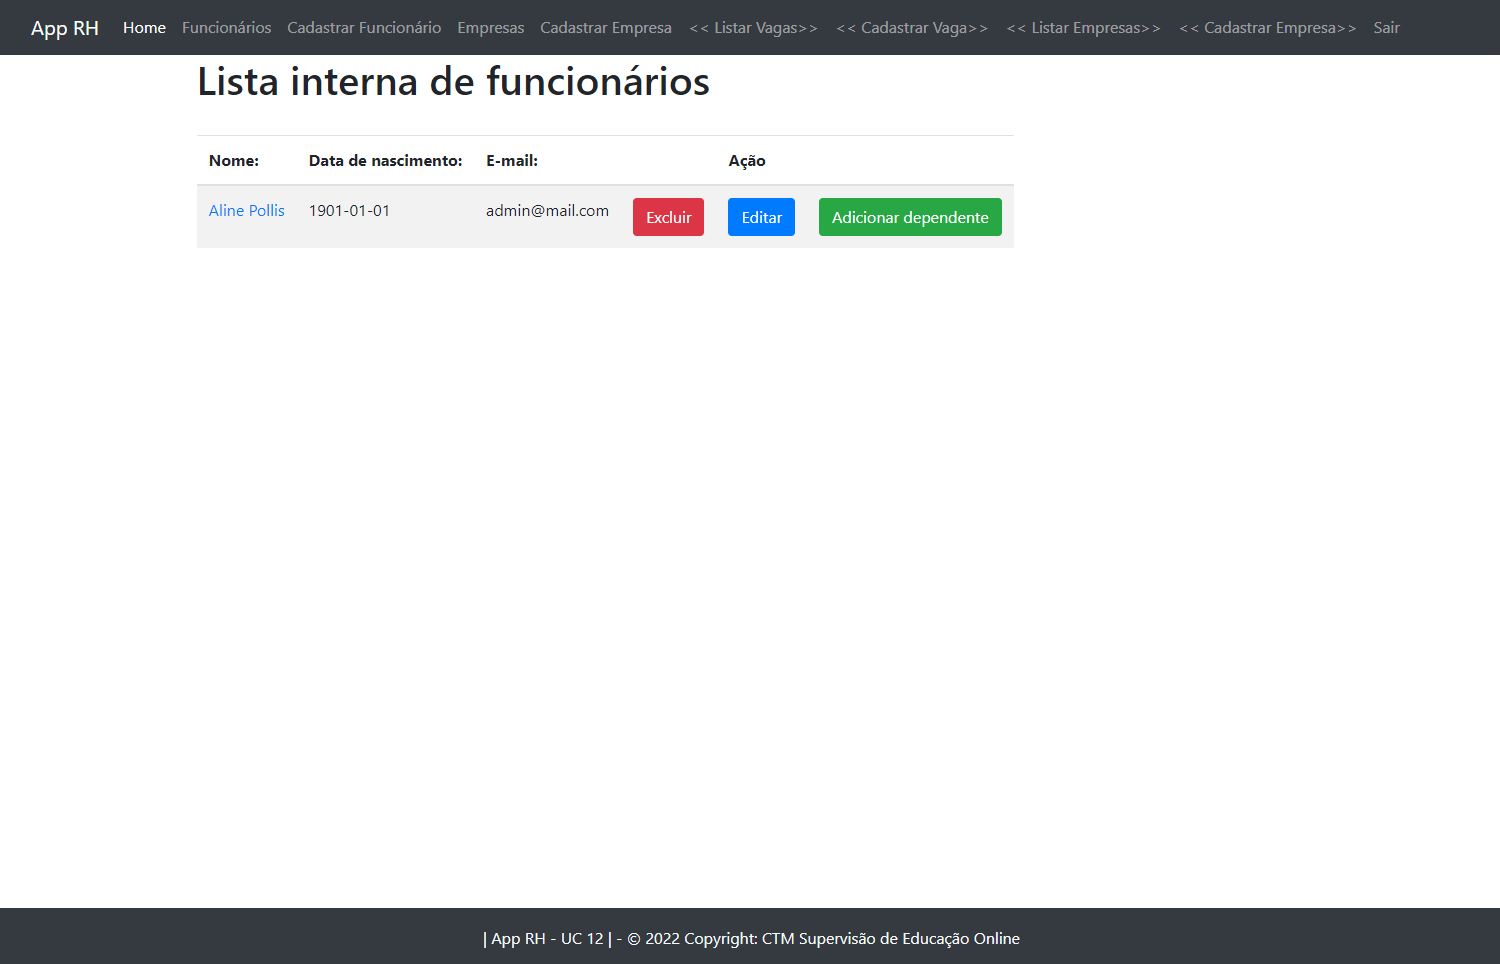 App RH Home Funcionários Cadastrar Funcionário Empresas Cadastrar Empresa << Listar Vagas>> << Cadastrar Vaga>> << Listar Empresas>> << Cadastrar Empresa>> Sair
Lista interna de funcionários
Nome: Data de nascimento: E-mail: Ação
Aline Pollis 1901-01-01 admin@mail.com Excluir Editar Adicionar dependente
| App RH - UC 12 | - © 2022 Copyright: CTM Supervisão de Educação Online